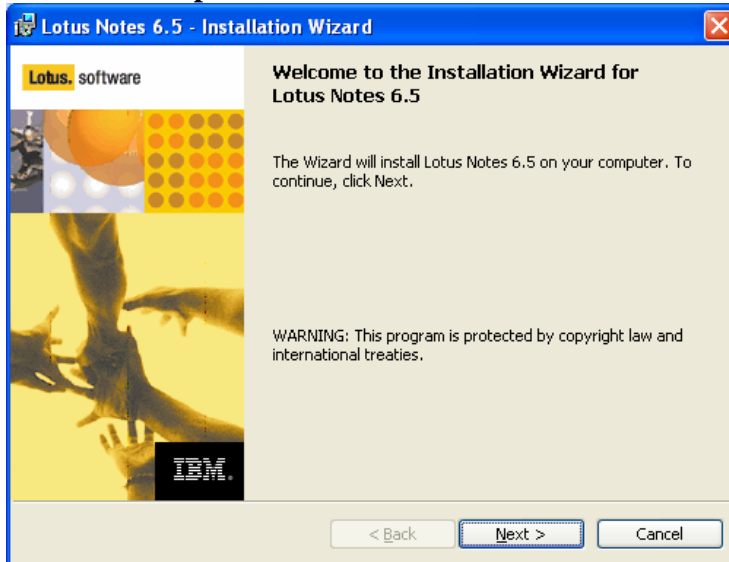 Lotus Notes 6.5 - Installation Wizard
Lotus. software
Welcome to the Installation Wizard for
Lotus Notes 6.5
The Wizard will install Lotus Notes 6.5 on your computer. To
continue, click Next.
WARNING: This program is protected by copyright law and
international treaties.
IBM.
< Back
Next >
Cancel